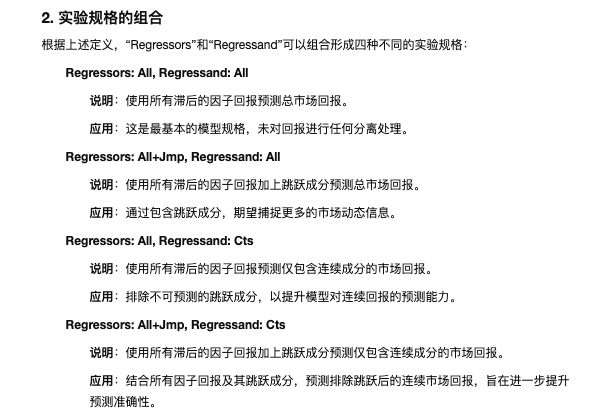 2. 实验规格的组合
根据上述定义，“Regressors”和“Regressand”可以组合形成四种不同的实验规格：
Regressors: All, Regressand: All
说明：使用所有滞后的因子回报预测总市场回报。
应用：这是最基本的模型规格，未对回报进行任何分离处理。
Regressors: All+Jmp, Regressand: All
说明：使用所有滞后的因子回报加上跳跃成分预测总市场回报。
应用：通过包含跳跃成分，期望捕捉更多的市场动态信息。
Regressors: All, Regressand: Cts
说明：使用所有滞后的因子回报预测仅包含连续成分的市场回报。
应用：排除不可预测的跳跃成分，以提升模型对连续回报的预测能力。
Regressors: All+Jmp, Regressand: Cts
说明：使用所有滞后的因子回报加上跳跃成分预测仅包含连续成分的市场回报。
应用：结合所有因子回报及其跳跃成分，预测排除跳跃后的连续市场回报，旨在进一步提升
预测准确性。